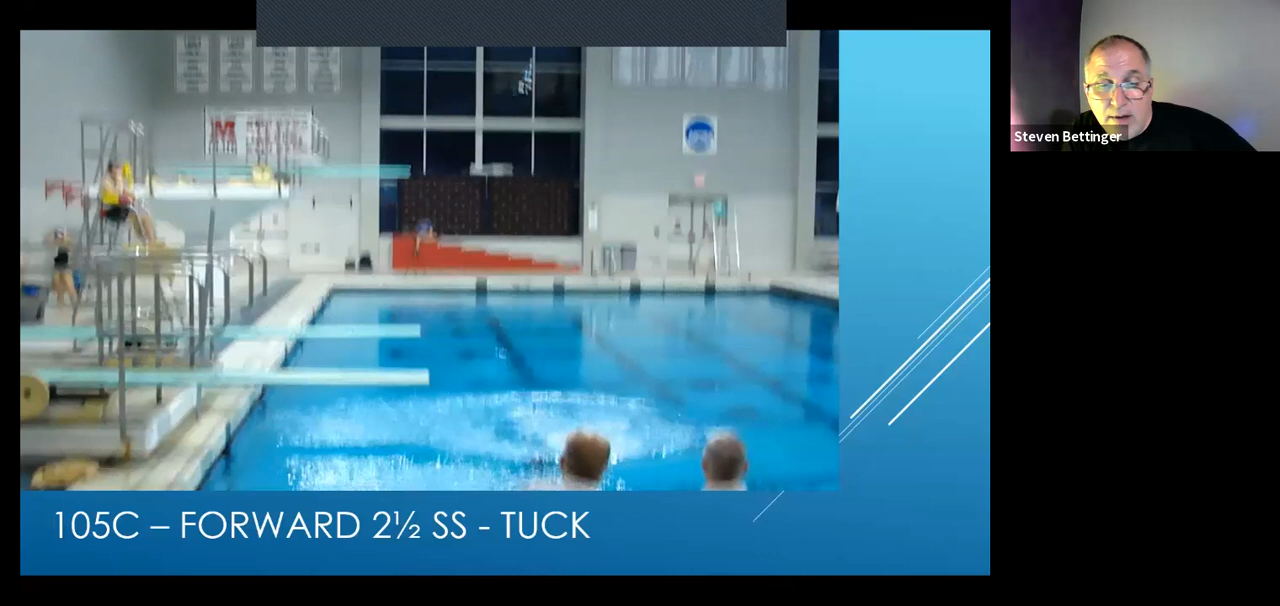 M
Steven Bettinger
105C – FORWARD 2½ SS - TUCK